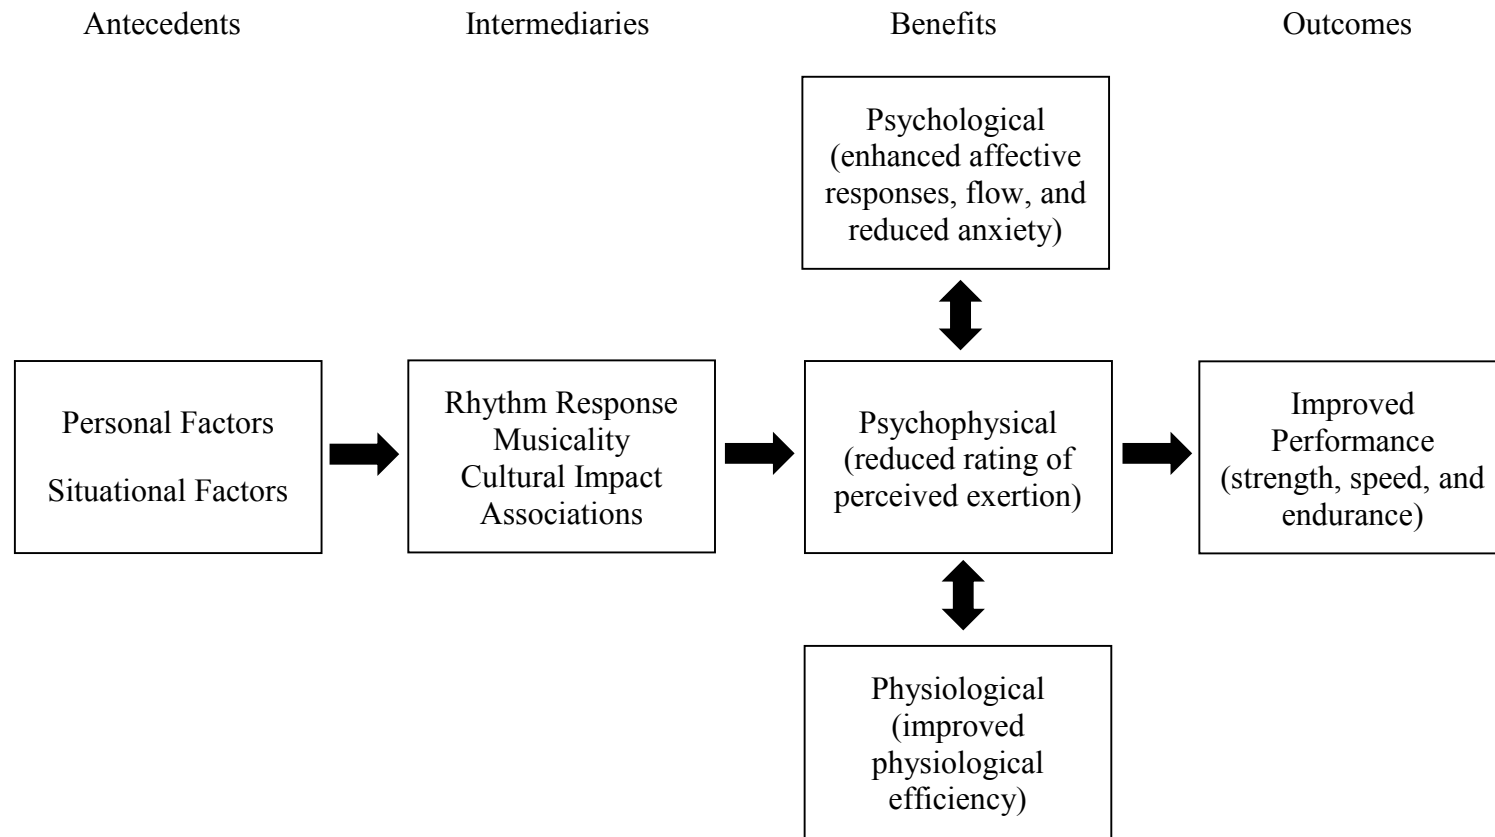 Antecedents
Intermediaries
Benefits
Outcomes
Psychological
(enhanced affective
responses, flow, and
reduced anxiety)
Personal Factors
Situational Factors
Rhythm Response
Musicality
Cultural Impact
Associations
Psychophysical
(reduced rating of
perceived exertion)
Improved
Performance
(strength, speed, and
endurance)
Physiological
(improved
physiological
efficiency)